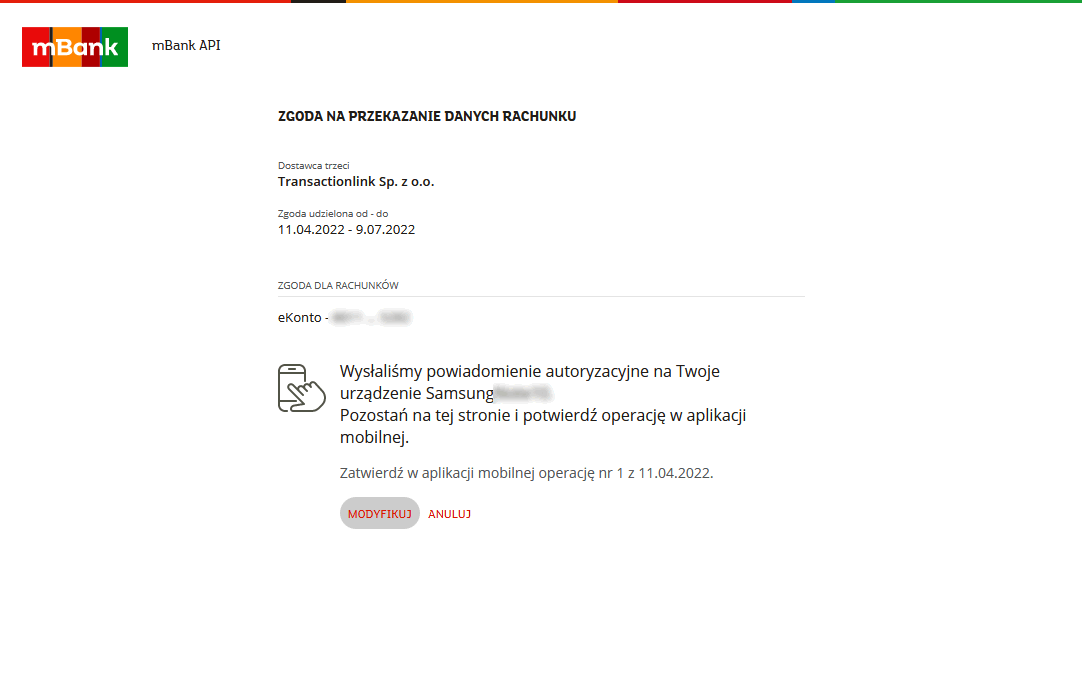 mBank
mBank API
ZGODA NA PRZEKAZANIE DANYCH RACHUNKU
Dostawca trzeci
Transactionlink Sp. z o.o.
Zgoda udzielona od - do
11.04.2022 - 9.07.2022
ZGODA DLA RACHUNKÓW
eKonto -
Wysłaliśmy powiadomienie autoryzacyjne na Twoje
urządzenie Samsung
Pozostań na tej stronie i potwierdź operację w aplikacji
mobilnej.
Zatwierdź w aplikacji mobilnej operację nr 1 z 11.04.2022.
MODYFIKUJ ANULUJ